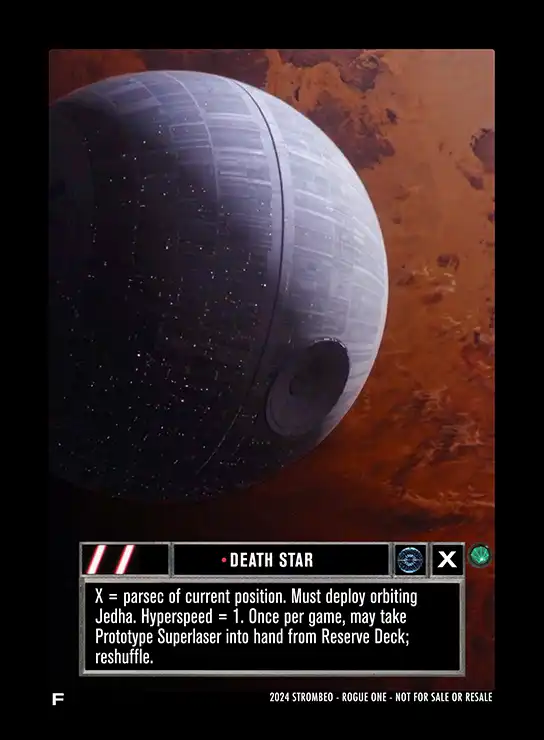 •DEATH STAR
X
X = parsec of current position. Must deploy orbiting
Jedha. Hyperspeed = 1. Once per game, may take
Prototype Superlaser into hand from Reserve Deck;
reshuffle.
F
2024 STROMBEO - ROGUE ONE - NOT FOR SALE OR RESALE